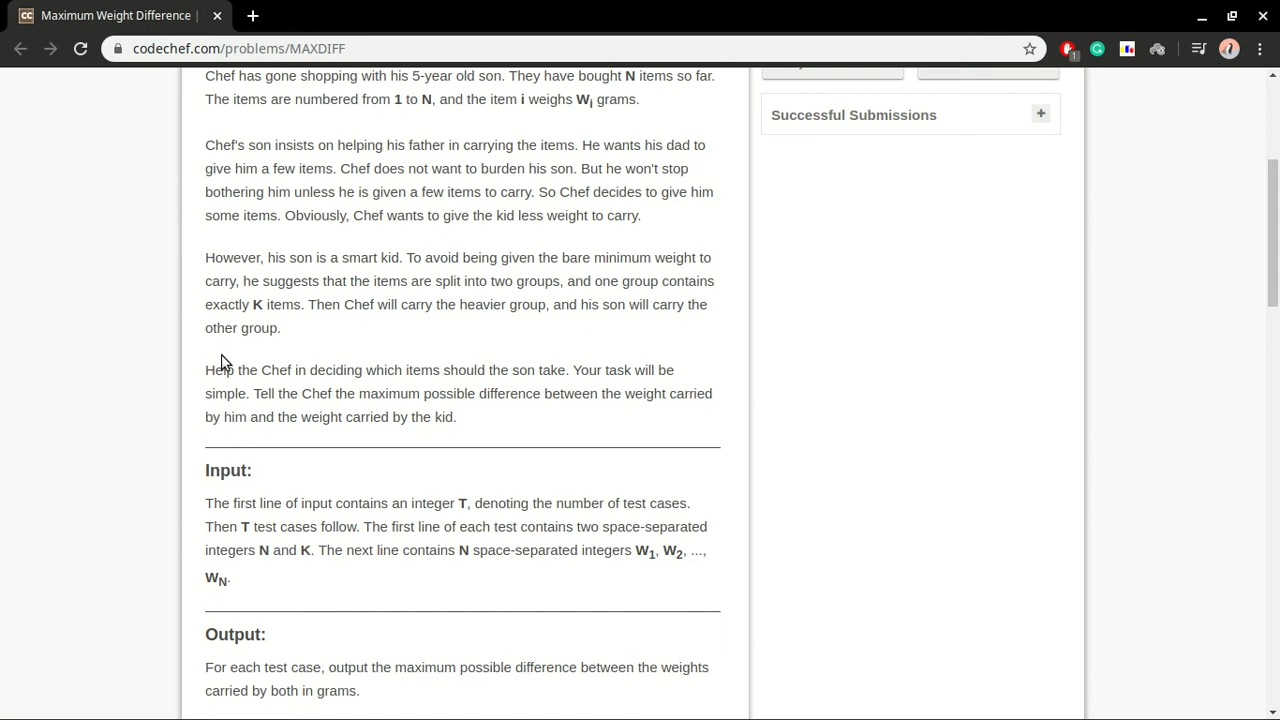 CC Maximum Weight Difference |
codechef.com/problems/MAXDIFF
1
Chef has gone shopping with his 5-year old son. They have bought N items so far.
The items are numbered from 1 to N, and the item i weighs Wi grams.
Successful Submissions +
Chef's son insists on helping his father in carrying the items. He wants his dad to
give him a few items. Chef does not want to burden his son. But he won't stop
bothering him unless he is given a few items to carry. So Chef decides to give him
some items. Obviously, Chef wants to give the kid less weight to carry.
However, his son is a smart kid. To avoid being given the bare minimum weight to
carry, he suggests that the items are split into two groups, and one group contains
exactly K items. Then Chef will carry the heavier group, and his son will carry the
other group.
Help the Chef in deciding which items should the son take. Your task will be
simple. Tell the Chef the maximum possible difference between the weight carried
by him and the weight carried by the kid.
Input:
The first line of input contains an integer T, denoting the number of test cases.
Then T test cases follow. The first line of each test contains two space-separated
integers N and K. The next line contains N space-separated integers W1, W2, ...,
WN.
Output:
For each test case, output the maximum possible difference between the weights
carried by both in grams.